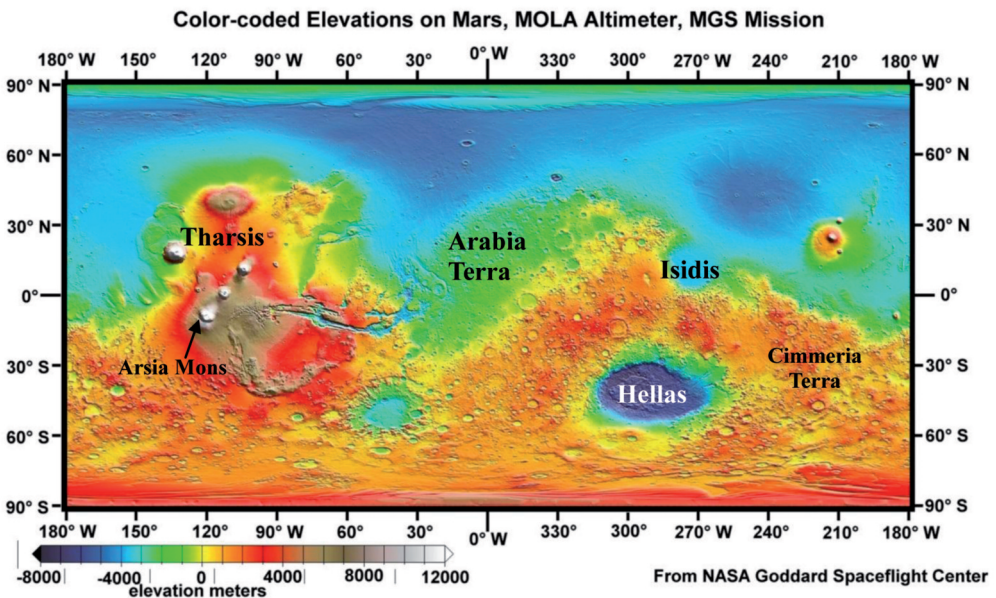 Color-coded Elevations on Mars, MOLA Altimeter, MGS Mission
180° W 150° W 120° W 90° W 60° W 30° 0° W 330° W 300° W 270° W 240° W 210° W 180° W
90° N 90° N
60° N 60° N
30° N 30° N
Tharsis
Arabia
Terra
Isidis
0° 0°
Arsia Mons
Cimmeria
Terra
30° S 30° S
Hellas
60° S 60° S
90° S 90° S
180° W 150° W 120° W 90° W 60° W 30° 0° W 330° 300° W 270° W 240° W 210° W 180° W
-8000 -4000 0 4000 8000 12000
elevation meters
From NASA Goddard Spaceflight Center